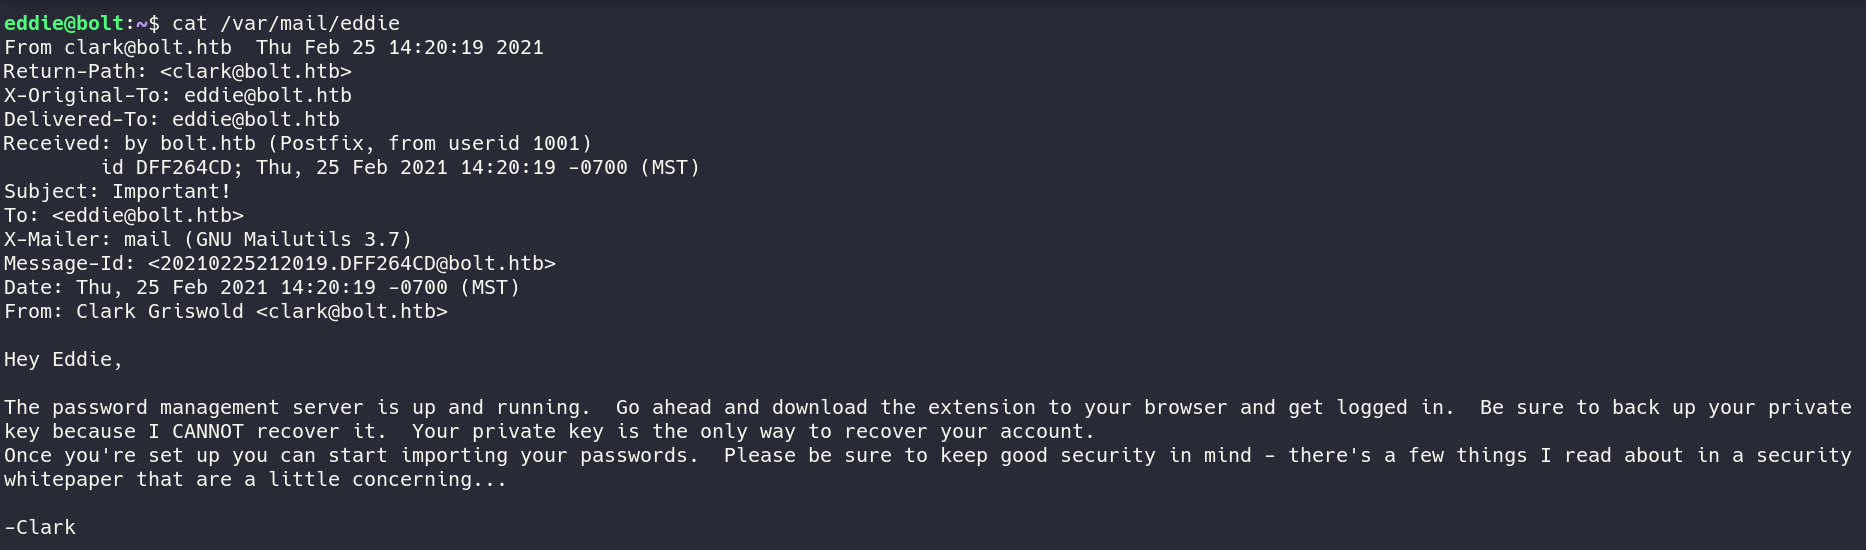 eddie@bolt:~$ cat /var/mail/eddie
From clark@bolt.htb  Thu Feb 25 14:20:19 2021
Return-Path: <clark@bolt.htb>
X-Original-To: eddie@bolt.htb
Delivered-To: eddie@bolt.htb
Received: by bolt.htb (Postfix, from userid 1001)
        id DFF264CD; Thu, 25 Feb 2021 14:20:19 -0700 (MST)
Subject: Important!
To: <eddie@bolt.htb>
X-Mailer: mail (GNU Mailutils 3.7)
Message-Id: <20210225212019.DFF264CD@bolt.htb>
Date: Thu, 25 Feb 2021 14:20:19 -0700 (MST)
From: Clark Griswold <clark@bolt.htb>

Hey Eddie,

The password management server is up and running.  Go ahead and download the extension to your browser and get logged in.  Be sure to back up your private
key because I CANNOT recover it.  Your private key is the only way to recover your account.
Once you're set up you can start importing your passwords.  Please be sure to keep good security in mind - there's a few things I read about in a security
whitepaper that are a little concerning...

-Clark